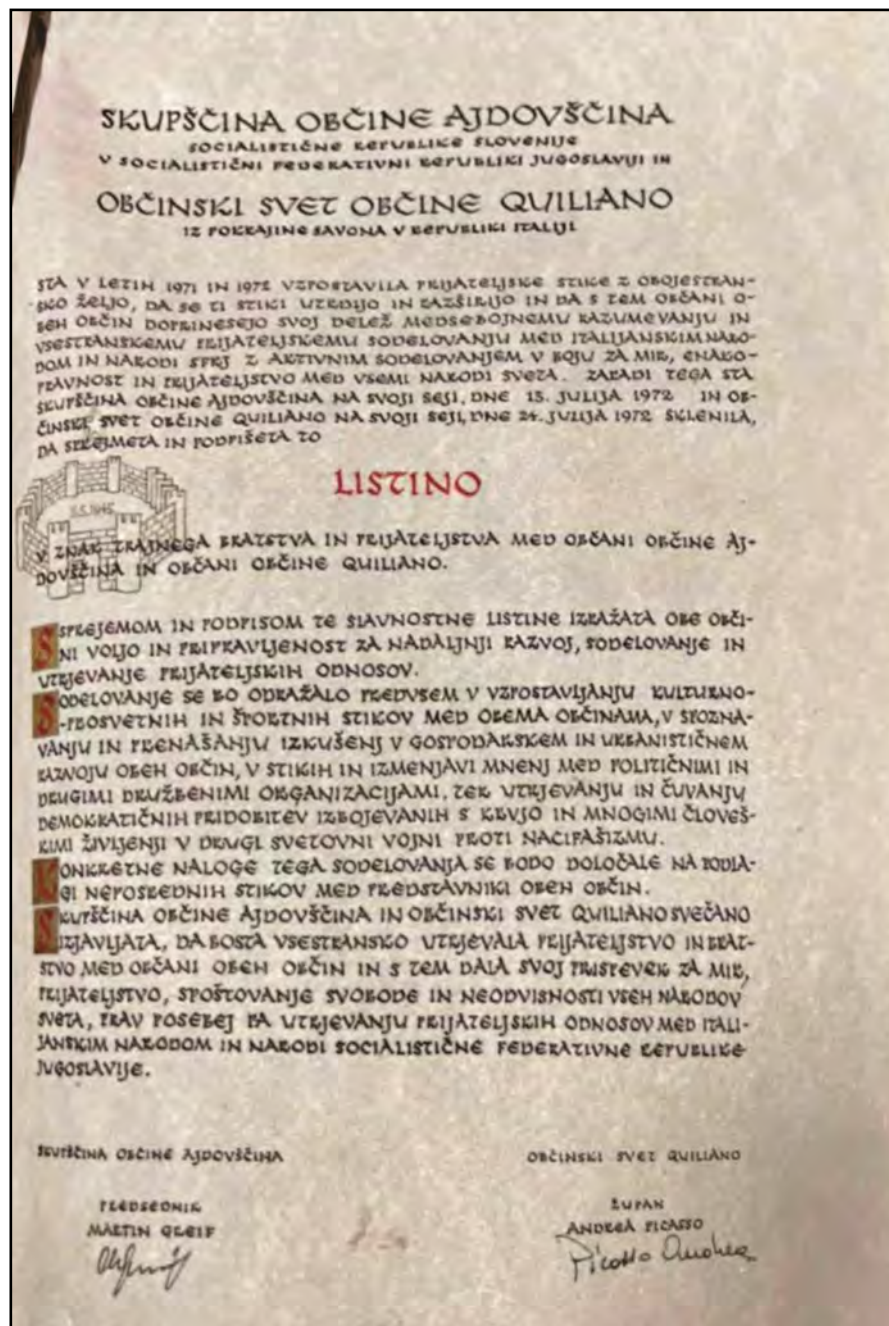 SKUPŠČINA OBČINE AJDOVŠČINA
SOCIALISTIČNE REPUBLIKE SLOVENIJE
V SOCIALISTIČNI FEDERATIVNI REPUBLIKI JUGOSLAVIJI IN
OBČINSKI SVET OBČINE QUILIANO
IZ POKRAJINE SAVONA V REPUBLIKI ITALIJI
STA V LETIH 1971 IN 1972 VZPOSTAVILA PRIJATELJSKE STIKE Z OBOJESTRAN-
SKO ŽELJO, DA SE TI STIKI UTRDIJO IN RAZŠIRIJO IN DA S TEM OBČANI O-
BEH OBČIN DOPRINESEJO SVOJ DELEŽ MEDSEBOJNEMU RAZUMEVANJU IN
VSESTRANSKEMU PRIJATELJSKEMU SODELOVANJU MED ITALIJANSKIM NARO-
DOM IN NARODI SFRJ Z AKTIVNIM SODELOVANJEM V BOJU ZA MIR, ENAKO-
PRAVNOST IN PRIJATELJSTVO MED VSEMI NARODI SVETA. ZARADI TEGA STA
SKUPŠČINA OBČINE AJDOVŠČINA NA SVOJI SEJI, DNE 13. JULIJA 1972 IN OB-
ČINSKI SVET OBČINE QUILIANO NA SVOJI SEJI, DNE 24. JULIJA 1972 SKLENILA,
DA SPREJMETA IN PODPIŠETA TO
LISTINO
5.5.1945
V ZNAK TRAJNEGA BRATSTVA IN PRIJATELJSTVA MED OBČANI OBČINE AJ-
DOVŠČINA IN OBČANI OBČINE QUILIANO.
S SPREJEMOM IN PODPISOM TE SLAVNOSTNE LISTINE IZRAŽATA OBE OBČI-
NI VOLJO IN PRIPRAVLJENOST ZA NADALJNJI RAZVOJ, SODELOVANJE IN
UTRJEVANJE PRIJATELJSKIH ODNOSOV.
SODELOVANJE SE BO ODRAŽALO PREDVSEM V VZPOSTAVLJANJU KULTURNO-
-PROSVETNIH IN ŠPORTNIH STIKOV MED OBEMA OBČINAMA, V SPOZNA-
VANJU IN PRENAŠANJU IZKUŠENJ V GOSPODARSKEM IN URBANISTIČNEM
RAZVOJU OBEH OBČIN, V STIKIH IN IZMENJAVI MNENJ MED POLITIČNIMI IN
DRUGIMI DRUŽBENIMI ORGANIZACIJAMI, TER UTRJEVANJU IN ČUVANJU
DEMOKRATIČNIH PRIDOBITEV IZBOJEVANIH S KRVJO IN MNOGIMI ČLOVEŠ-
KIMI ŽIVLJENJI V DRUGI SVETOVNI VOJNI PROTI NACIFAŠIZMU.
KONKRETNE NALOGE TEGA SODELOVANJA SE BODO DOLOČALE NA PODLA-
GI NEPOSREDNIH STIKOV MED PREDSTAVNIKI OBEH OBČIN.
SKUPŠČINA OBČINE AJDOVŠČINA IN OBČINSKI SVET QUILIANO SVEČANO
IZJAVLJATA, DA BOSTA VSESTRANSKO UTRJEVALA PRIJATELJSTVO IN BRAT-
STVO MED OBČANI OBEH OBČIN IN S TEM DALA SVOJ PRISPEVEK ZA MIR,
PRIJATELJSTVO, SPOŠTOVANJE SVOBODE IN NEODVISNOSTI VSEH NARODOV
SVETA, PRAV POSEBEJ PA UTRJEVANJU PRIJATELJSKIH ODNOSOV MED ITALI-
JANSKIM NARODOM IN NARODI SOCIALISTIČNE FEDERATIVNE REPUBLIKE
JUGOSLAVIJE.
SKUPŠČINA OBČINE AJDOVŠČINA
OBČINSKI SVET QUILIANO
PREDSEDNIK
MARTIN GREIF
ŽUPAN
ANDREA PICASSO
Picasso Andrea